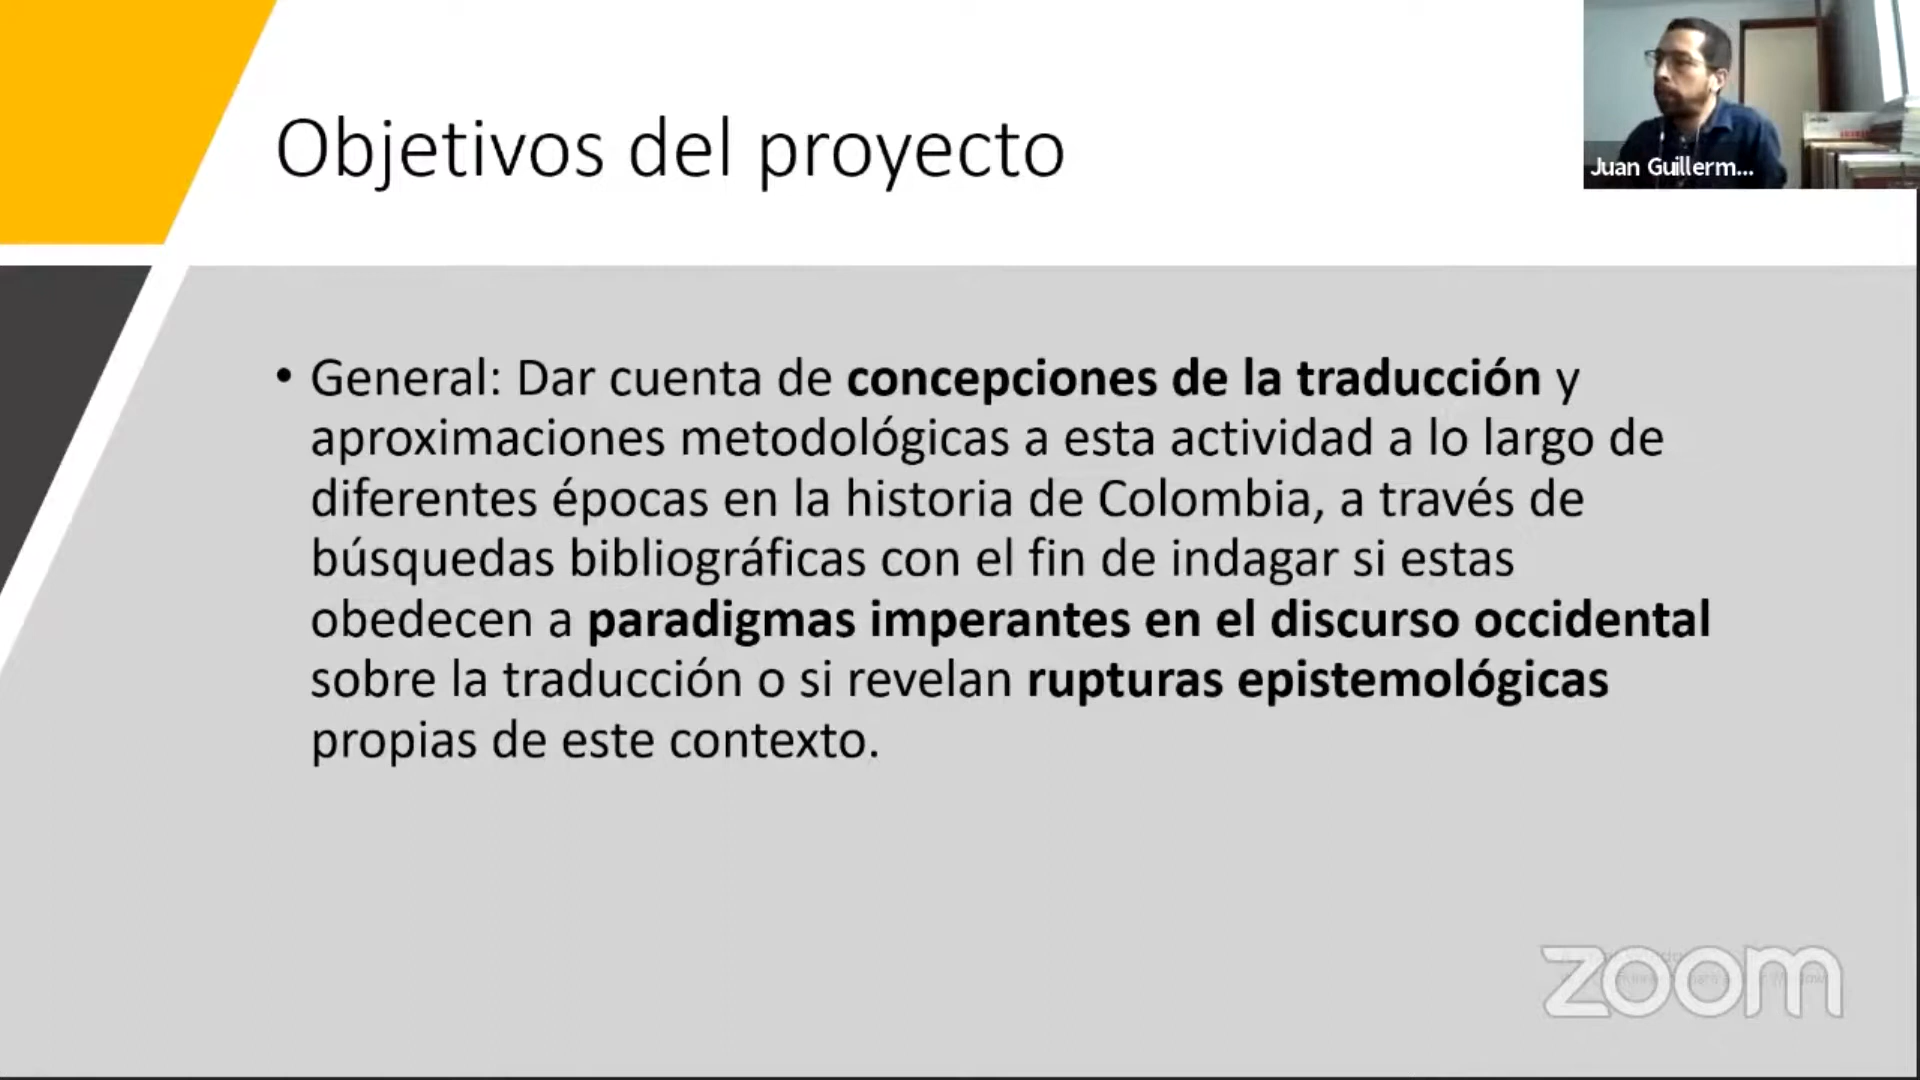 Objetivos del proyecto
Juan Guillerm...
• General: Dar cuenta de concepciones de la traducción y
aproximaciones metodológicas a esta actividad a lo largo de
diferentes épocas en la historia de Colombia, a través de
búsquedas bibliográficas con el fin de indagar si estas
obedecen a paradigmas imperantes en el discurso occidental
sobre la traducción o si revelan rupturas epistemológicas
propias de este contexto.
zoom